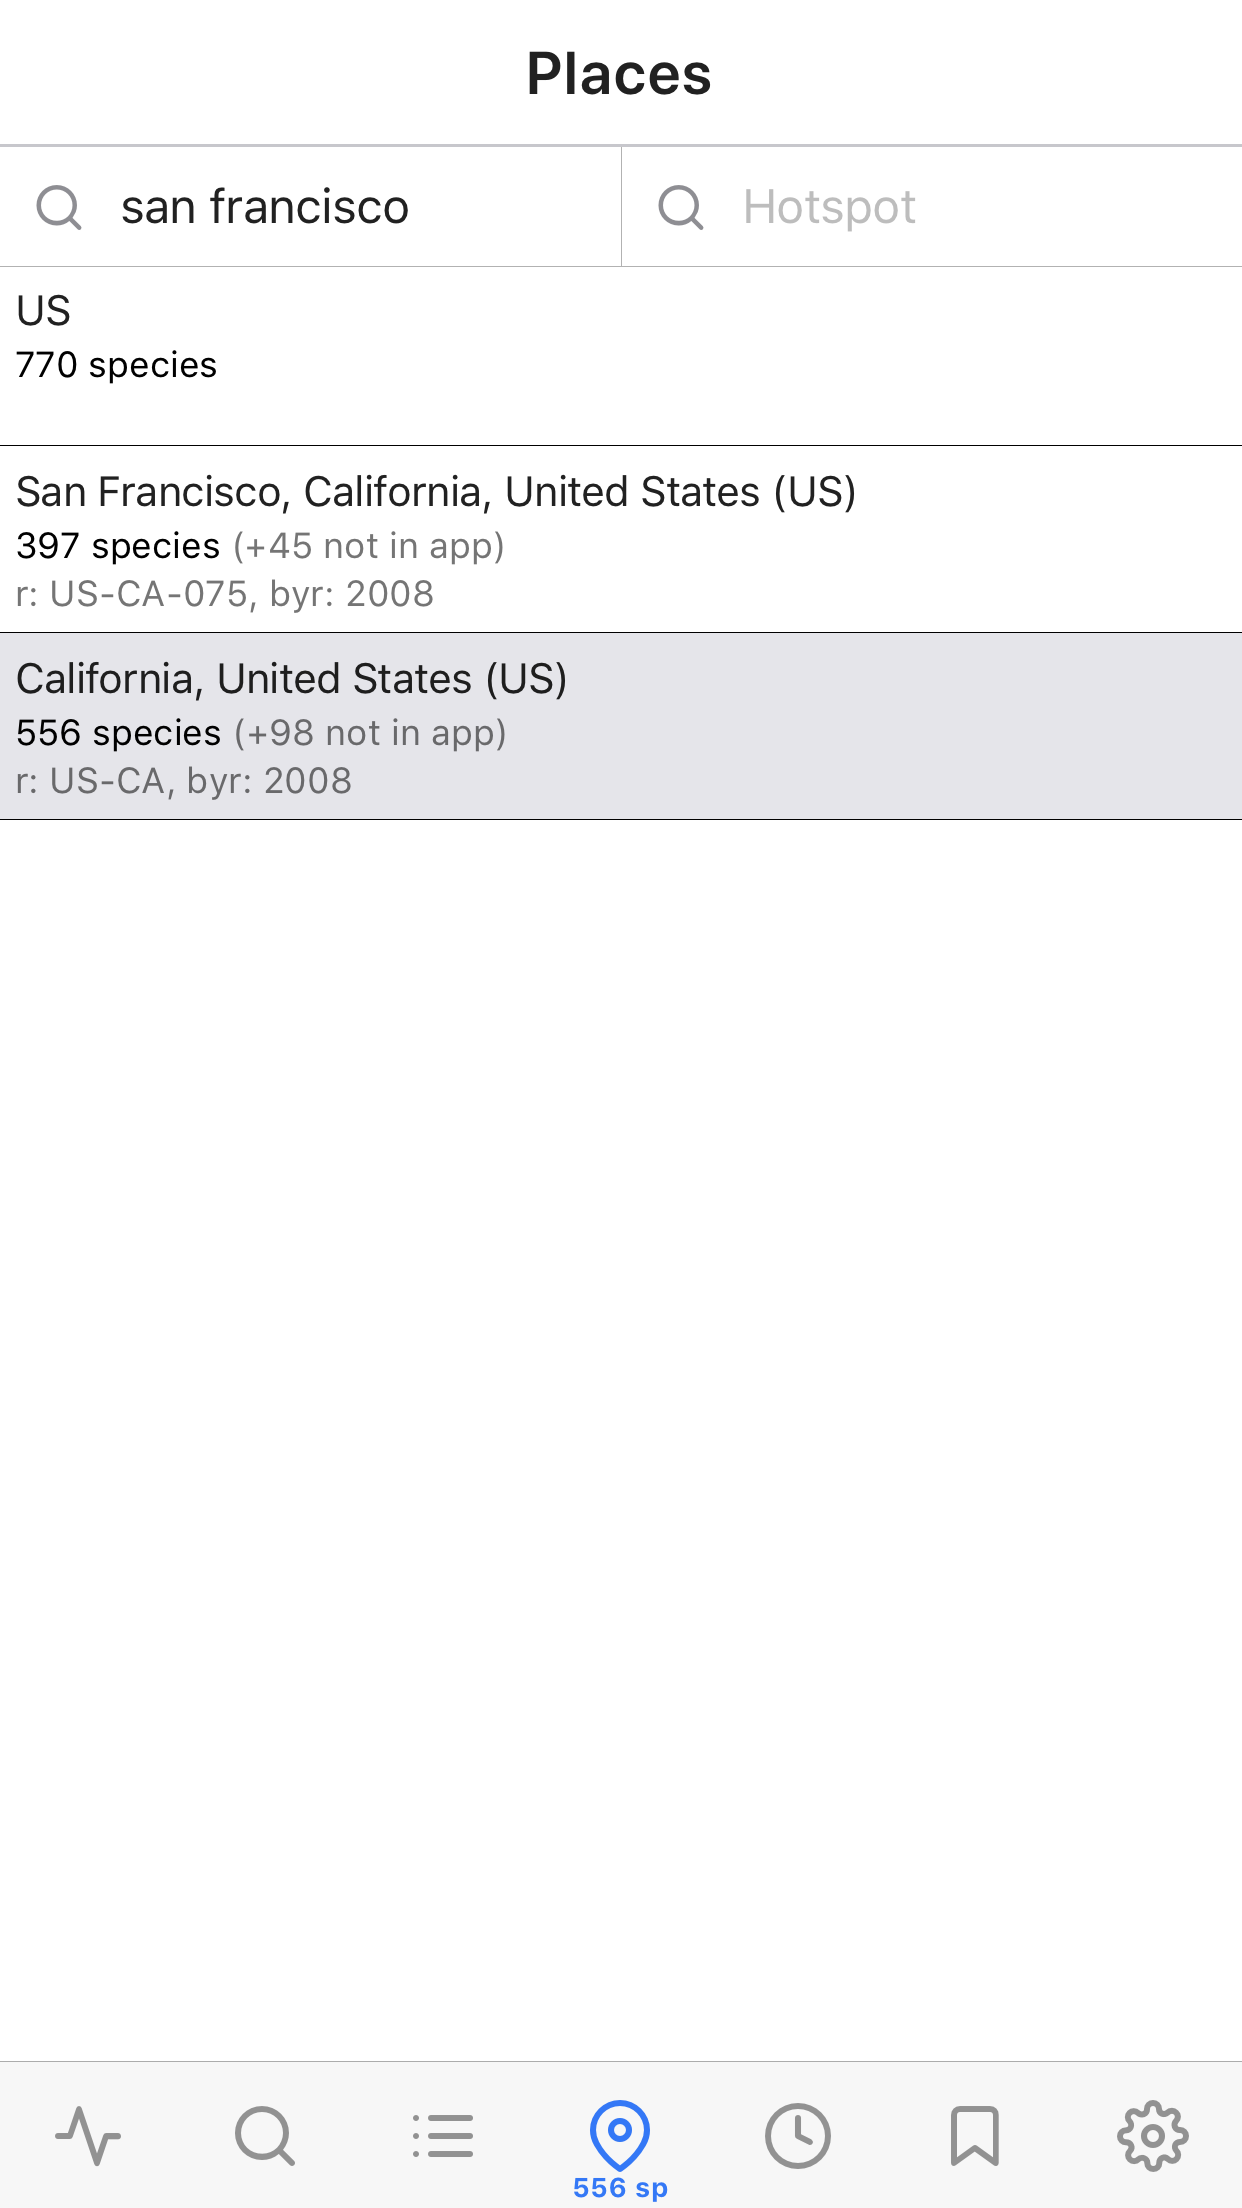 Places
san francisco
Hotspot
US
770 species
San Francisco, California, United States (US)
397 species (+45 not in app)
r: US-CA-075, byr: 2008
California, United States (US)
556 species (+98 not in app)
r: US-CA, byr: 2008
556 sp